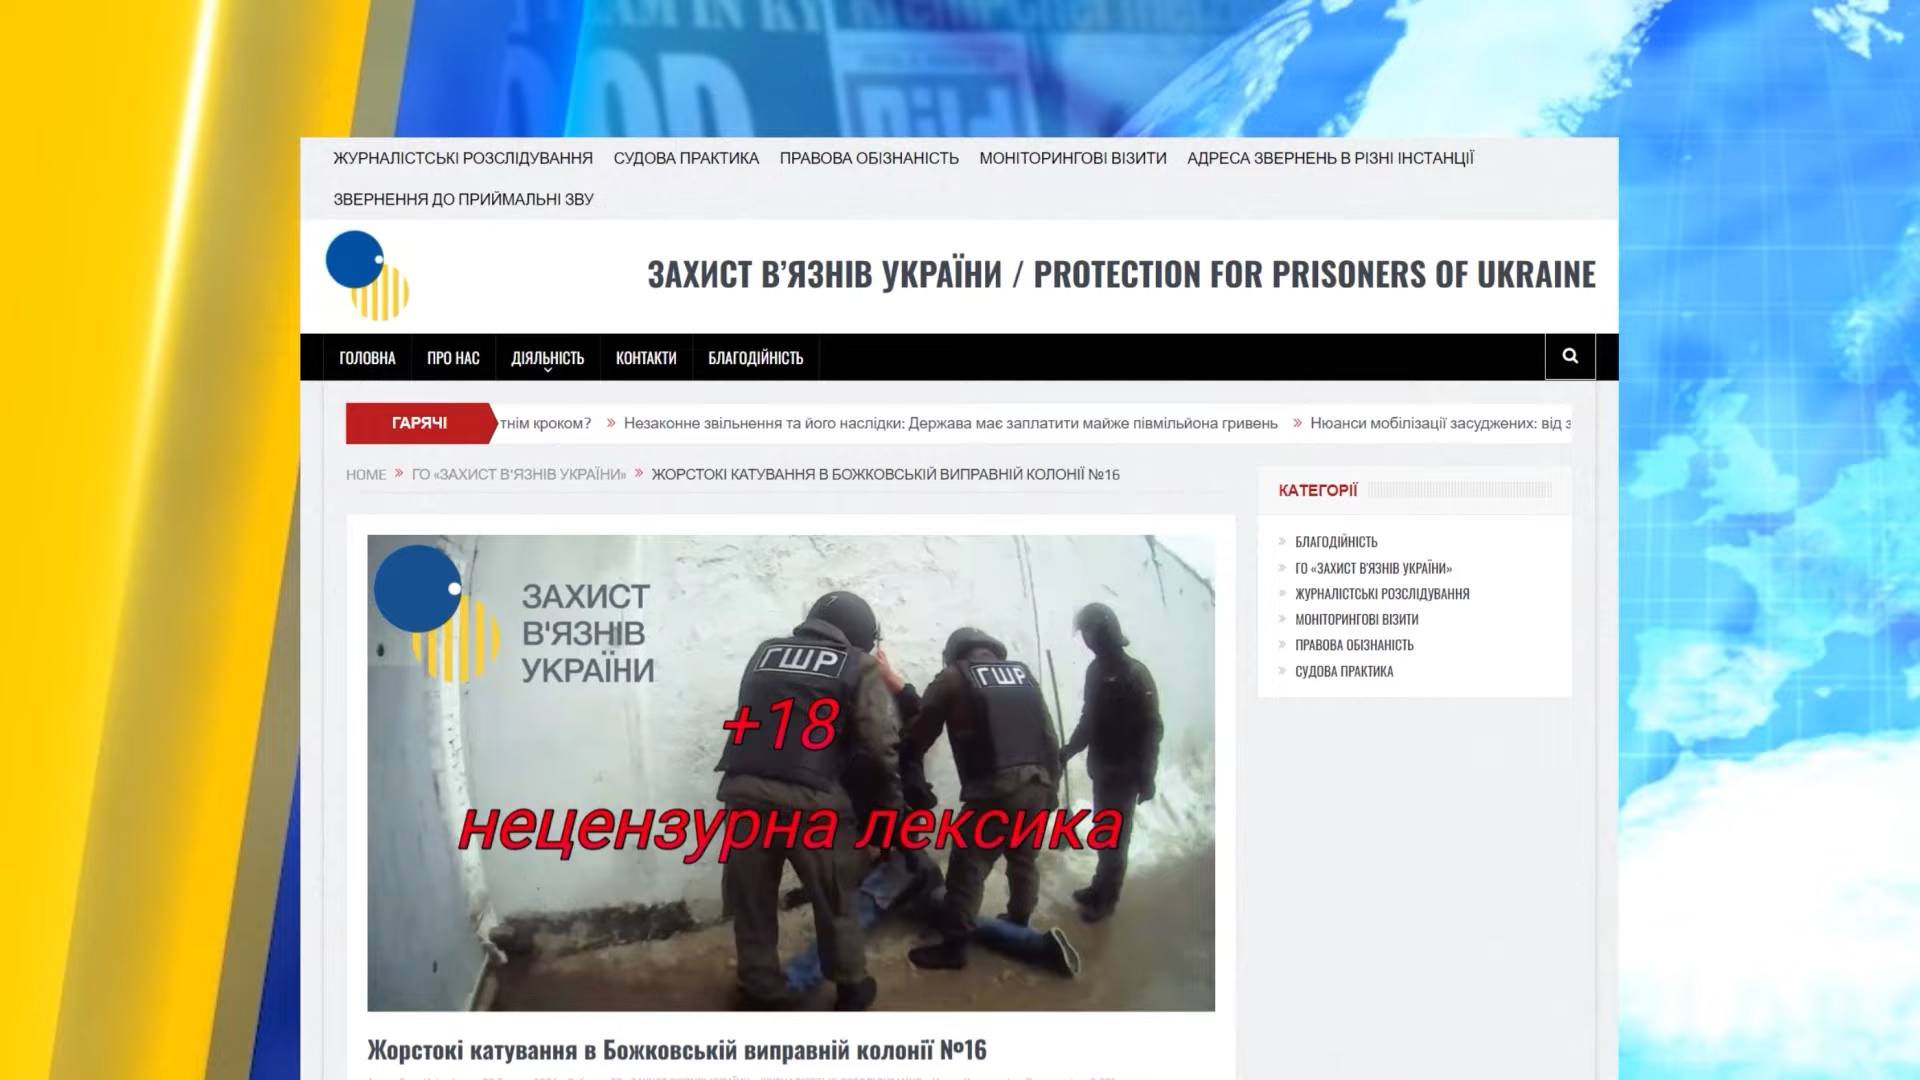 ЖУРНАЛІСТСЬКІ РОЗСЛІДУВАННЯ СУДОВА ПРАКТИКА ПРАВОВА ОБІЗНАНІСТЬ МОНІТОРИНГОВІ ВІЗИТИ АДРЕСА ЗВЕРНЕНЬ В РІЗНІ ІНСТАНЦІЇ
ЗВЕРНЕННЯ ДО ПРИЙМАЛЬНІ ЗВУ
ЗАХИСТ В’ЯЗНІВ УКРАЇНИ / PROTECTION FOR PRISONERS OF UKRAINE
ГОЛОВНА ПРО НАС ДІЯЛЬНІСТЬ КОНТАКТИ БЛАГОДІЙНІСТЬ
ГАРЯЧІ тнім кроком? » Незаконне звільнення та його наслідки: Держава має заплатити майже півмільйона гривень » Нюанси мобілізації засуджених: від з
HOME » ГО «ЗАХИСТ В'ЯЗНІВ УКРАЇНИ» » ЖОРСТОКІ КАТУВАННЯ В БОЖКОВСЬКІЙ ВИПРАВНІЙ КОЛОНІЇ №16
КАТЕГОРІЇ
БЛАГОДІЙНІСТЬ
ГО «ЗАХИСТ В'ЯЗНІВ УКРАЇНИ»
ЖУРНАЛІСТСЬКІ РОЗСЛІДУВАННЯ
МОНІТОРИНГОВІ ВІЗИТИ
ПРАВОВА ОБІЗНАНІСТЬ
СУДОВА ПРАКТИКА
ЗАХИСТ
В'ЯЗНІВ
УКРАЇНИ
ГШР
ГШР
+18
нецензурна лексика
Жорстокі катування в Божковській виправній колонії №16